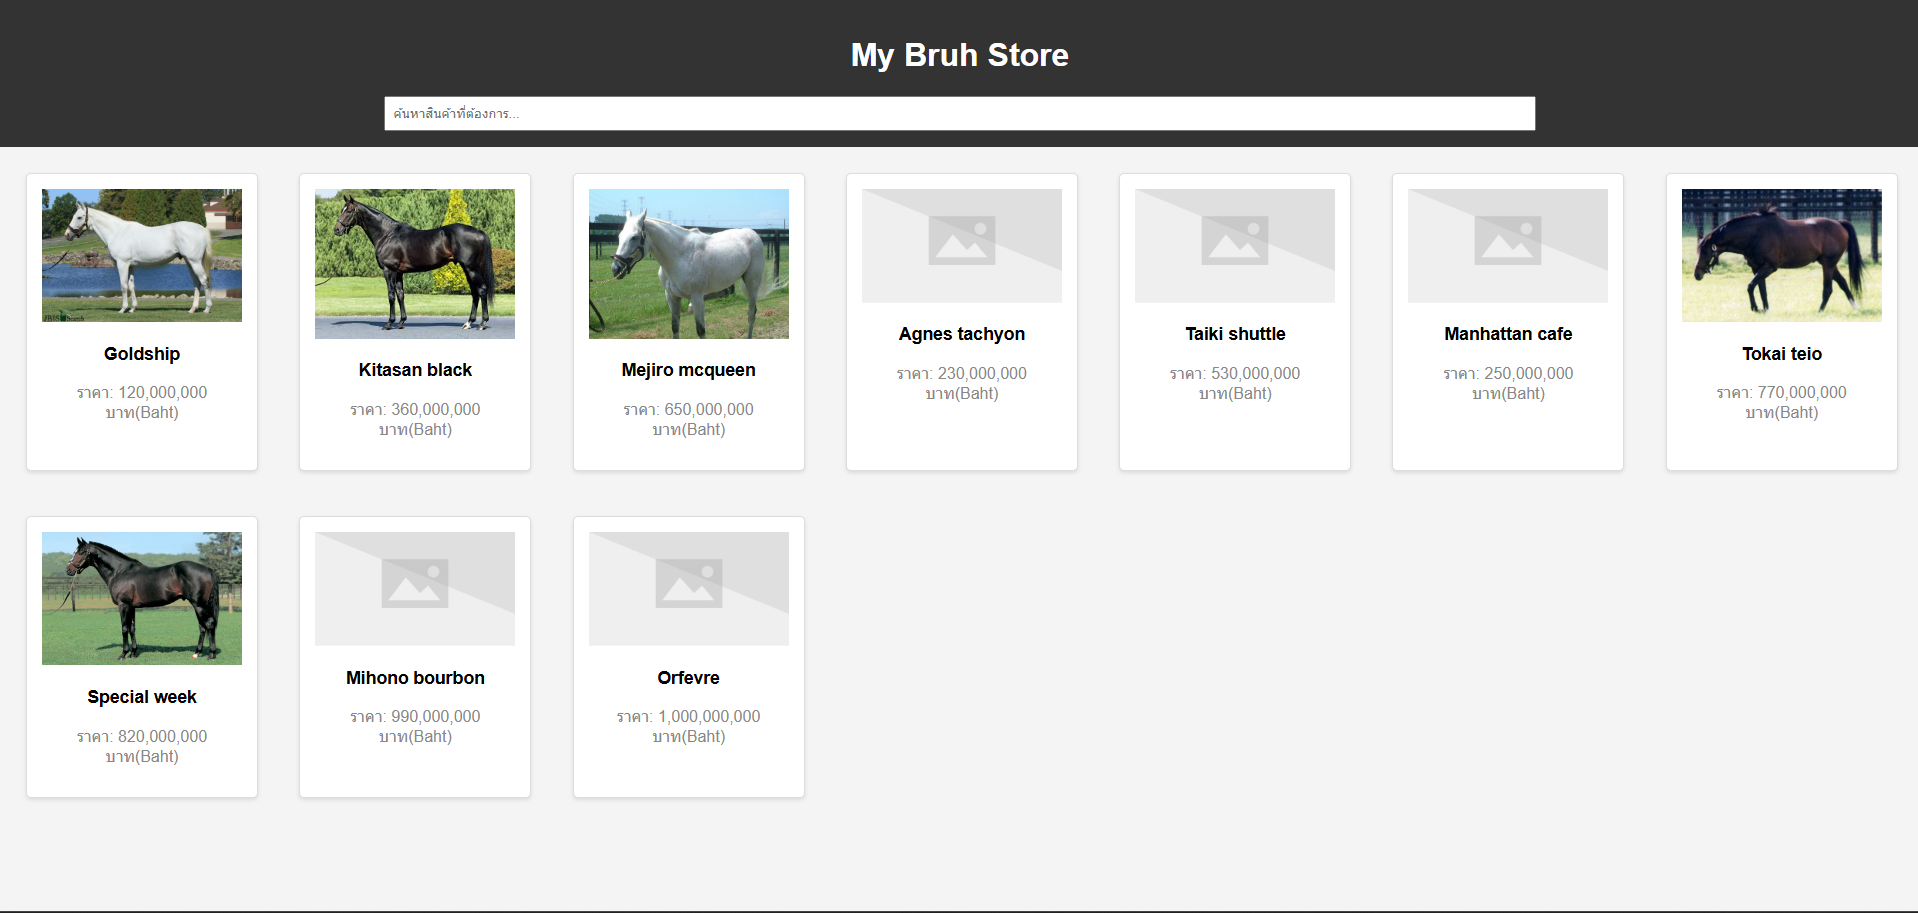 My Bruh Store
ค้นหาสินค้าที่ต้องการ...
Goldship
ราคา: 120,000,000
บาท(Baht)
Kitasan black
ราคา: 360,000,000
บาท(Baht)
Mejiro mcqueen
ราคา: 650,000,000
บาท(Baht)
Agnes tachyon
ราคา: 230,000,000
บาท(Baht)
Taiki shuttle
ราคา: 530,000,000
บาท(Baht)
Manhattan cafe
ราคา: 250,000,000
บาท(Baht)
Tokai teio
ราคา: 770,000,000
บาท(Baht)
Special week
ราคา: 820,000,000
บาท(Baht)
Mihono bourbon
ราคา: 990,000,000
บาท(Baht)
Orfevre
ราคา: 1,000,000,000
บาท(Baht)